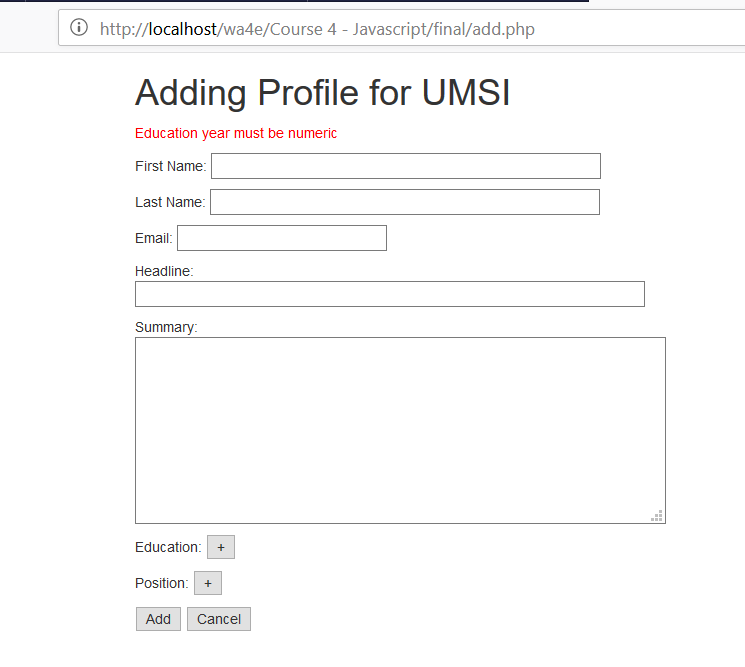 http://localhost/wa4e/Course 4 - Javascript/final/add.php
Adding Profile for UMSI
Education year must be numeric
First Name:
Last Name:
Email:
Headline:
Summary:
Education: +
Position: +
Add Cancel